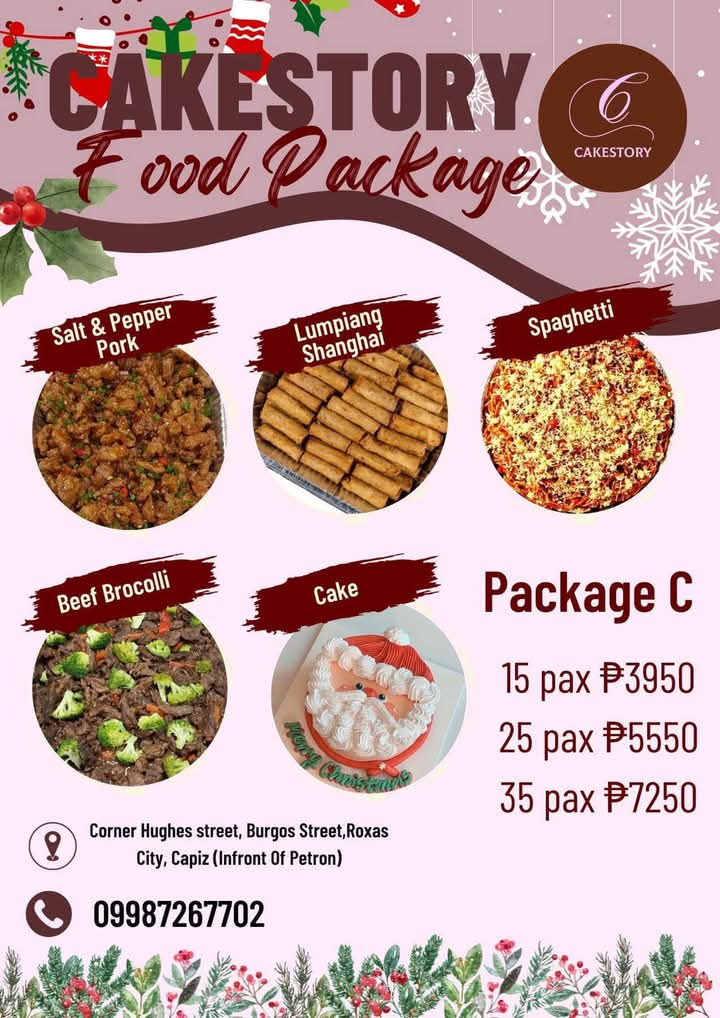 CAKESTORY
Food Package
C
CAKESTORY
Salt & Pepper
Pork
Lumpiang
Shanghai
Spaghetti
Beef Brocolli
Cake
Merry Christmas
Package C
15 pax ₱3950
25 pax ₱5550
35 pax ₱7250
Corner Hughes street, Burgos Street,Roxas
City, Capiz (Infront Of Petron)
09987267702